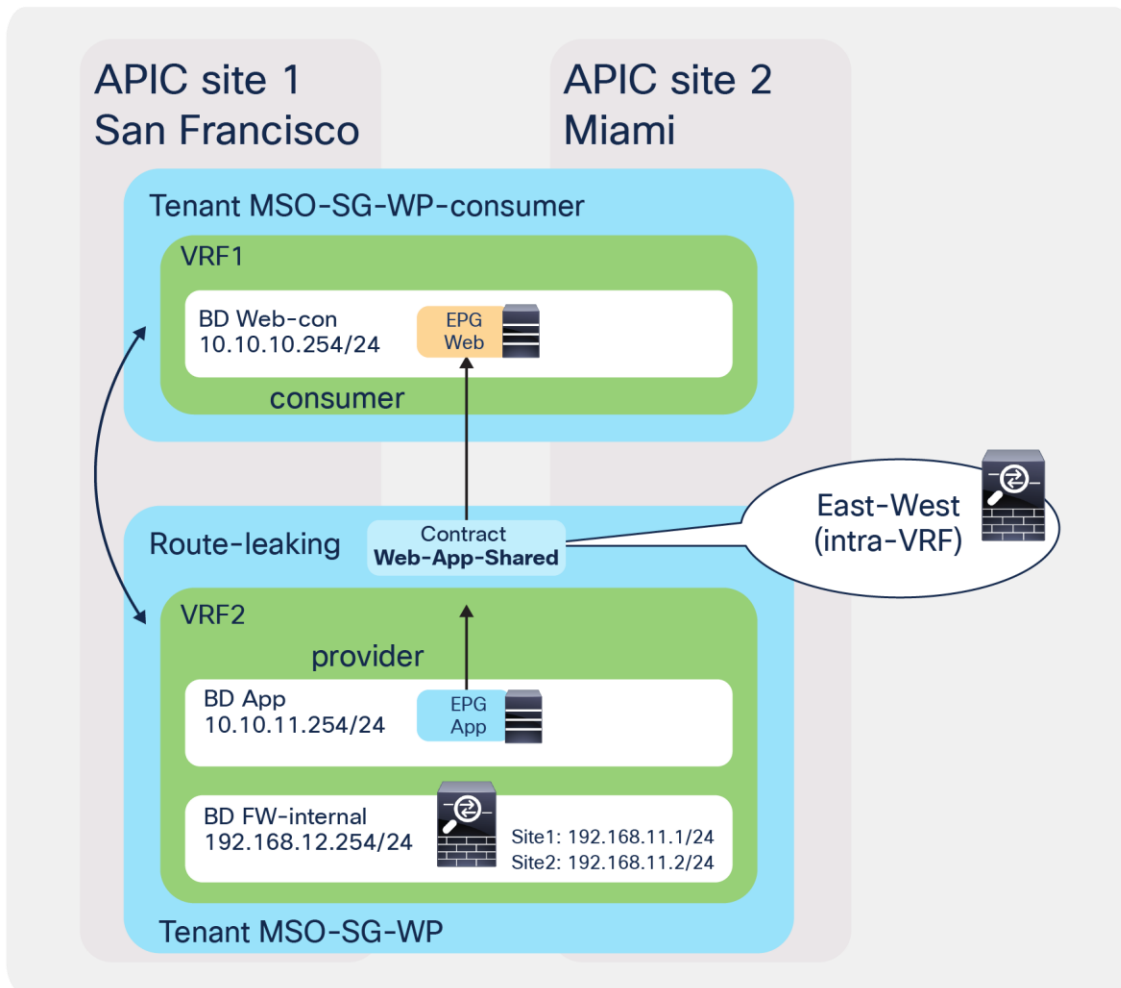 APIC site 1
San Francisco
APIC site 2
Miami
Tenant MSO-SG-WP-consumer
VRF1
BD Web-con
10.10.10.254/24
EPG
Web
consumer
Route-leaking
Contract
Web-App-Shared
East-West
(intra-VRF)
VRF2
provider
BD App
10.10.11.254/24
EPG
App
BD FW-internal
192.168.12.254/24
Site1: 192.168.11.1/24
Site2: 192.168.11.2/24
Tenant MSO-SG-WP